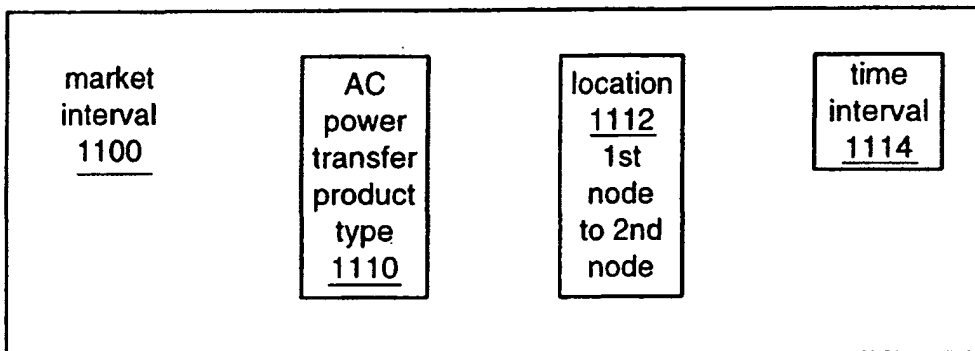 market
interval
1100
AC
power
transfer
product
type
1110
location
1112
1st
node
to 2nd
node
time
interval
1114